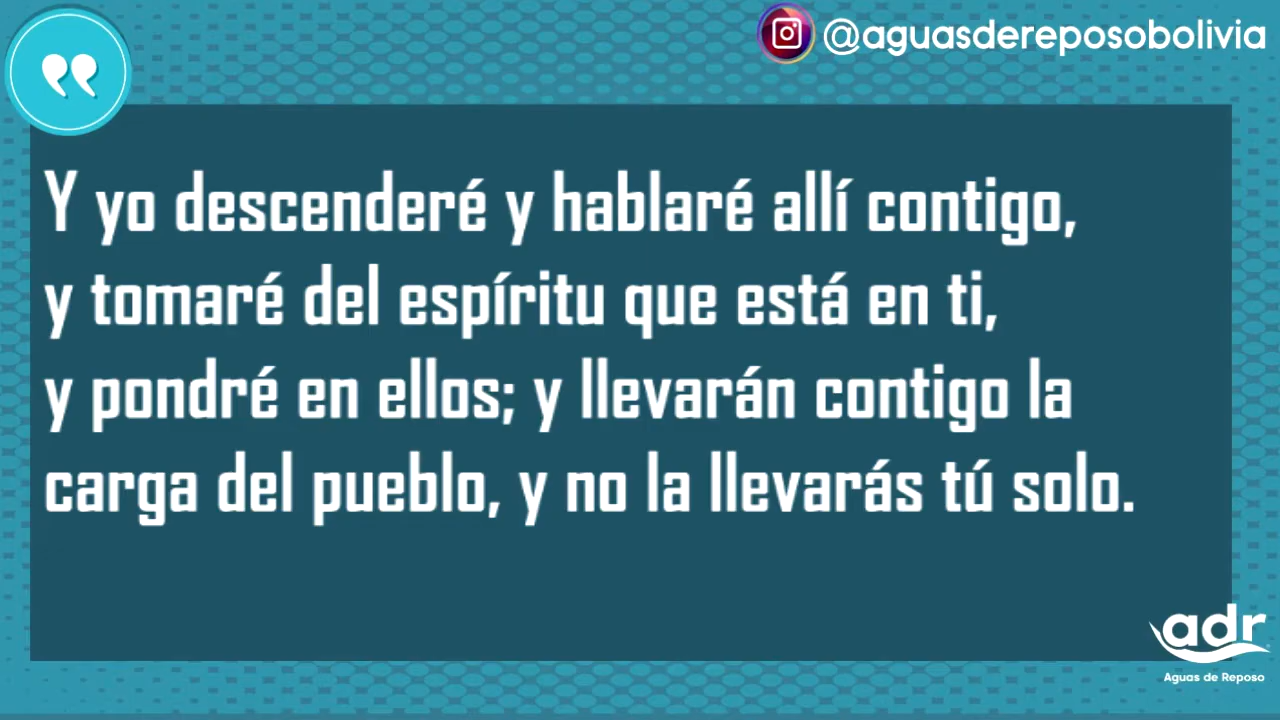 @aguasdereposobolivia
Y yo descenderé y hablaré allí contigo,
y tomaré del espíritu que está en ti,
y pondré en ellos; y llevarán contigo la
carga del pueblo, y no la llevarás tú solo.
adr
Aguas de Reposo